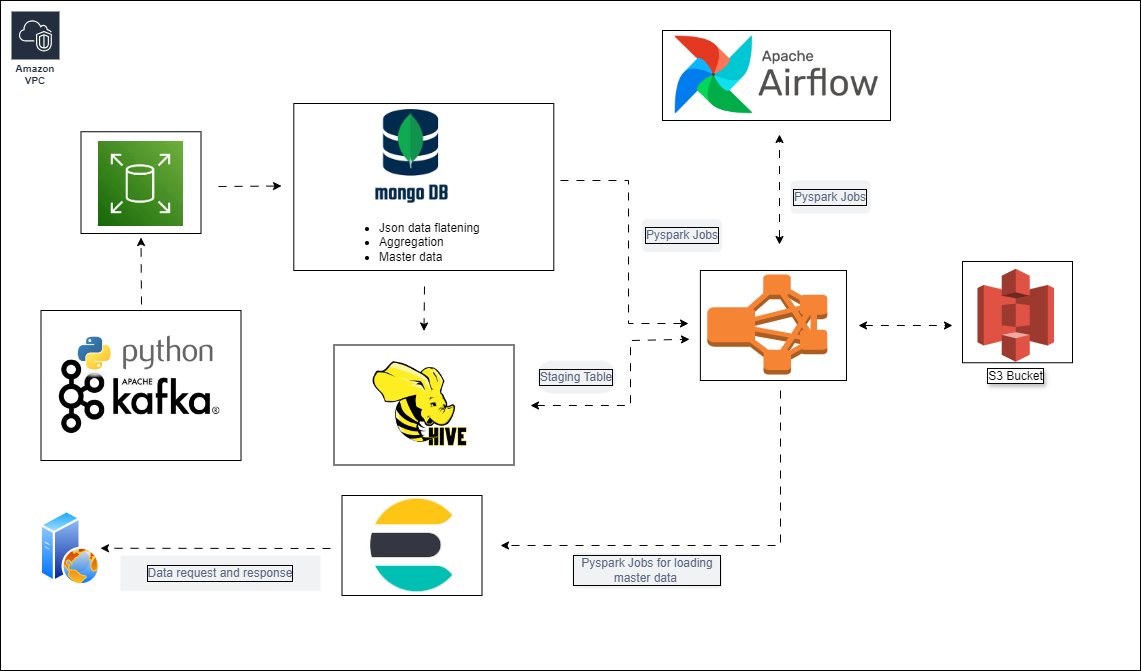 Amazon
VPC
Apache
Airflow
mongo DB
Json data flatening
Aggregation
Master data
Pyspark Jobs
Pyspark Jobs
python
APACHE
kafka®
HIVE
Staging Table
S3 Bucket
Pyspark Jobs for loading
master data
Data request and response